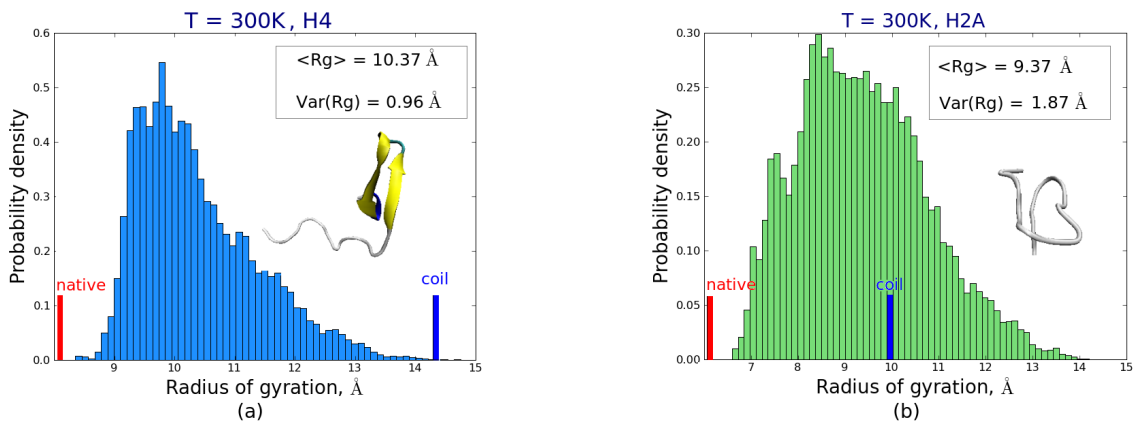 T = 300K, H4
<Rg> = 10.37 Å
Var(Rg) = 0.96 Å
Probability density
0.6
0.5
0.4
0.3
0.2
0.1
0.0
native
coil
9
10
11
12
13
14
15
Radius of gyration, Å
(a)
T = 300K, H2A
<Rg> = 9.37 Å
Var(Rg) = 1.87 Å
Probability density
0.30
0.25
0.20
0.15
0.10
0.05
0.00
native
coil
7
8
9
10
11
12
13
14
15
Radius of gyration, Å
(b)